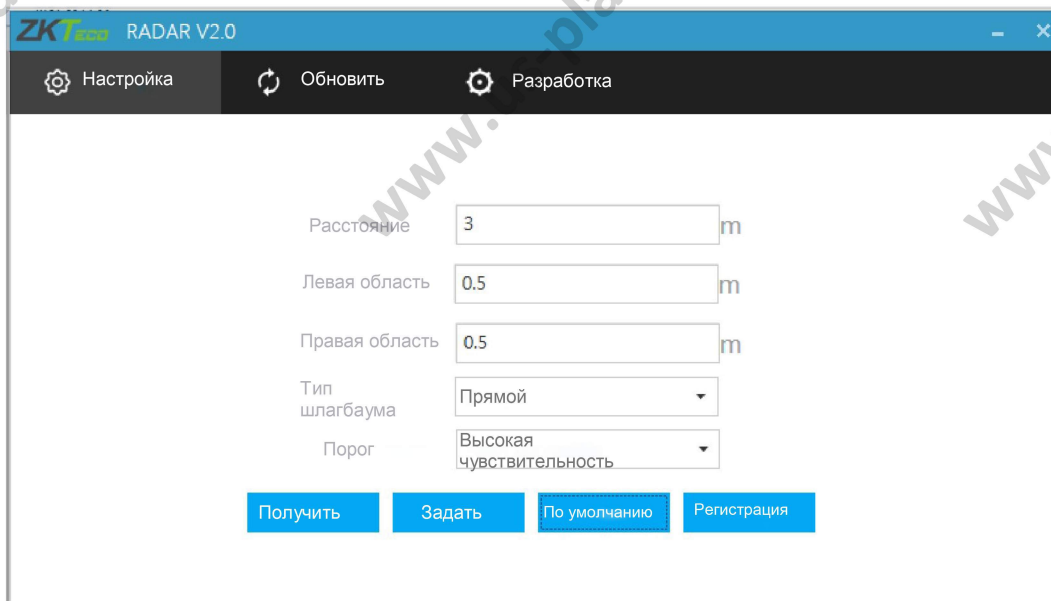 ZKTeco RADAR V2.0
Настройка Обновить Разработка
Расстояние 3 m
Левая область 0.5 m
Правая область 0.5 m
Тип
шлагбаума
Прямой
Порог
Высокая
чувствительность
Получить Задать По умолчанию Регистрация